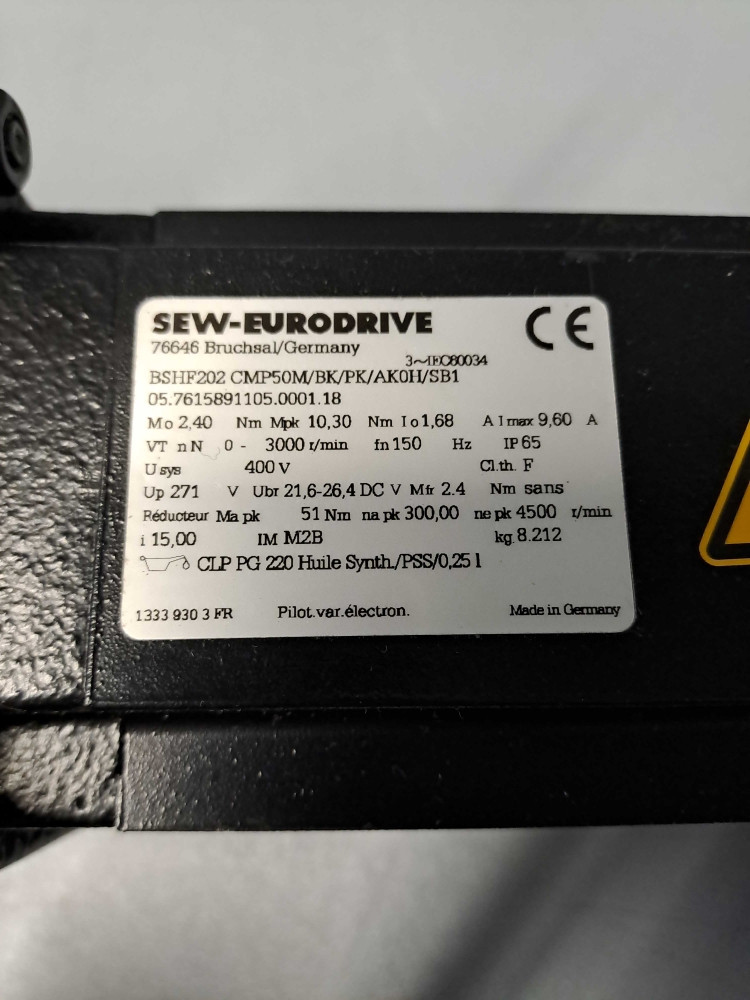 SEW-EURODRIVE CE
76646 Bruchsal/Germany
3~IEC60034
BSHF202 CMP50M/BK/PK/AK0H/SB1
05.7615891105.0001.18
Mo 2,40 Nm Mpk 10,30 Nm Io 1,68 A Imax 9,60 A
VT nN 0 - 3000 r/min fn 150 Hz IP 65
Usys 400 V Cl.th. F
Up 271 V Ubr 21,6-26,4 DC V Mfr 2.4 Nm sans
Réducteur Ma pk 51 Nm na pk 300,00 ne pk 4500 r/min
i 15,00 IM M2B kg 8.212
CLP PG 220 Huile Synth./PSS/0,25 l
1333 930 3 FR Pilot.var.électron. Made in Germany